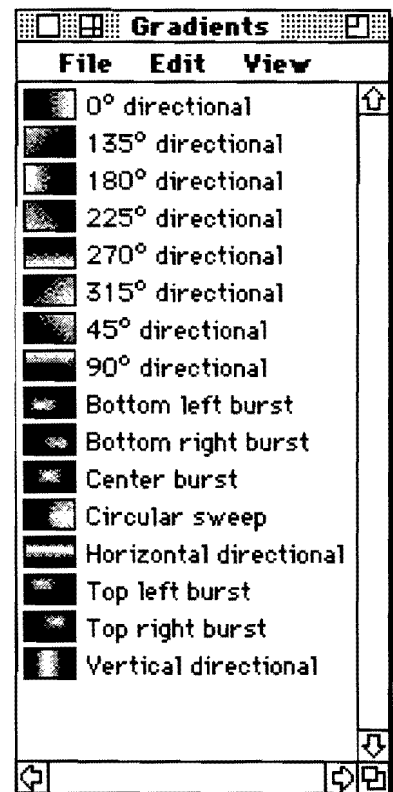 Gradients
File Edit View
0° directional
135° directional
180° directional
225° directional
270° directional
315° directional
45° directional
90° directional
Bottom left burst
Bottom right burst
Center burst
Circular sweep
Horizontal directional
Top left burst
Top right burst
Vertical directional